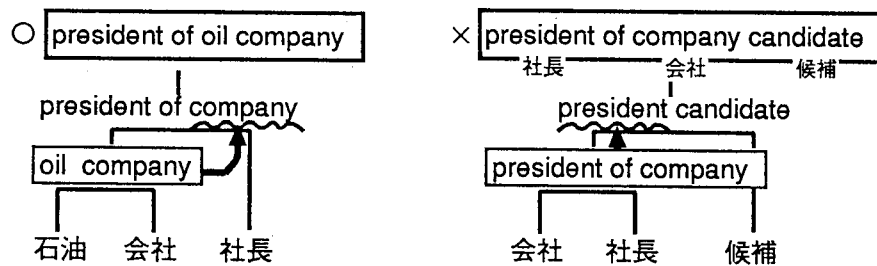 ○ president of oil company
president of company
oil company
石油 会社 社長
× president of company candidate
社長 会社 候補
president candidate
president of company
会社 社長 候補